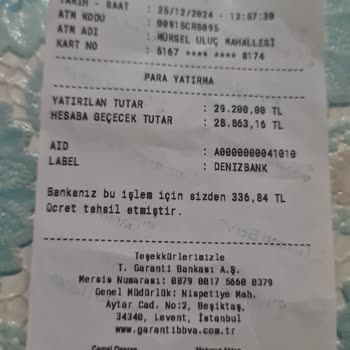 TARİH - SAAT : 25/12/2024 - 12:57:30
ATM KODU : 00915CRS095
ATM ADI : MÜRSEL ULUÇ MAHALLESİ
KART NO : 5167 **** **** 8174
PARA YATIRMA
YATIRILAN TUTAR : 29.200,00 TL
HESABA GEÇECEK TUTAR : 28.863,16 TL
AID : A0000000041010
LABEL : DENIZBANK
Bankanız bu işlem için sizden 336,84 TL
ücret tahsil etmiştir.
Teşekkürlerimizle
T. Garanti Bankası A.Ş.
Mersis Numarası: 0879 0017 5660 0379
Genel Müdürlük: Nispetiye Mah.
Aytar Cad. No:2, Beşiktaş,
34340, Levent, İstanbul
www.garantibbva.com.tr